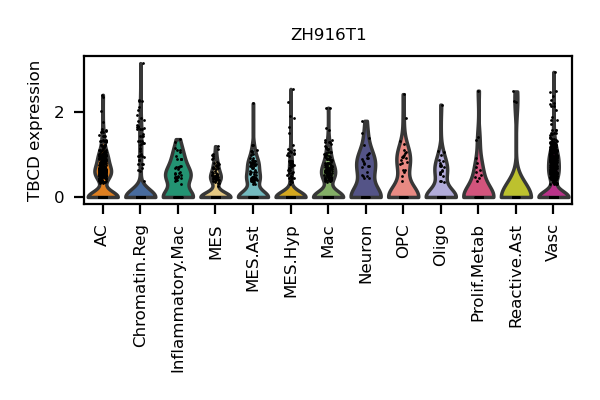 ZH916T1
TBCD expression
2
0
AC
Chromatin.Reg
Inflammatory.Mac
MES
MES.Ast
MES.Hyp
Mac
Neuron
OPC
Oligo
Prolif.Metab
Reactive.Ast
Vasc